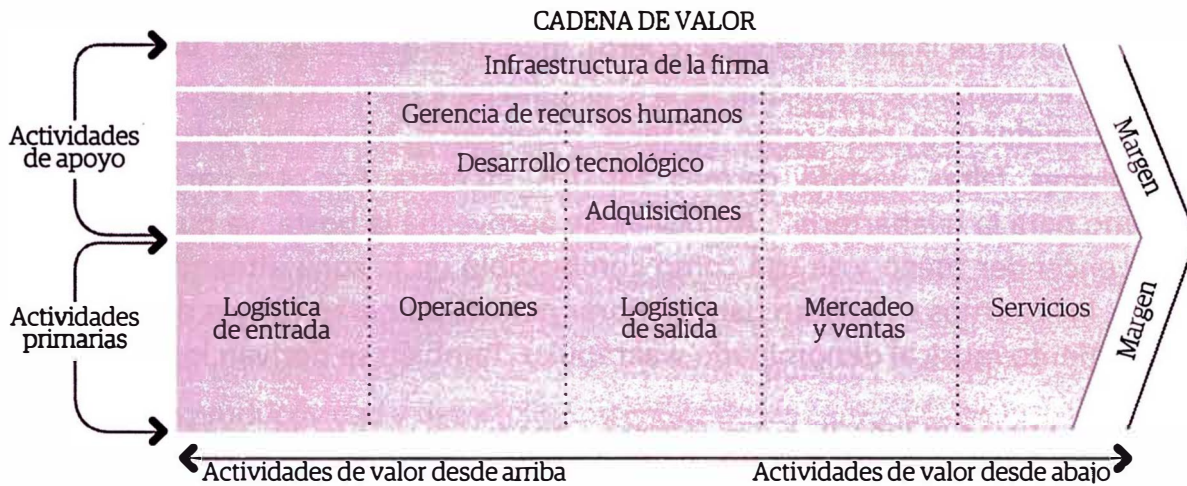 CADENA DE VALOR
Infraestructura de la firma
Gerencia de recursos humanos
Desarrollo tecnológico
Adquisiciones
Actividades
de apoyo
Margen
Actividades
primarias
Logística
de entrada
Operaciones
Logística
de salida
Mercadeo
y ventas
Servicios
Margen
Actividades de valor desde arriba
Actividades de valor desde abajo